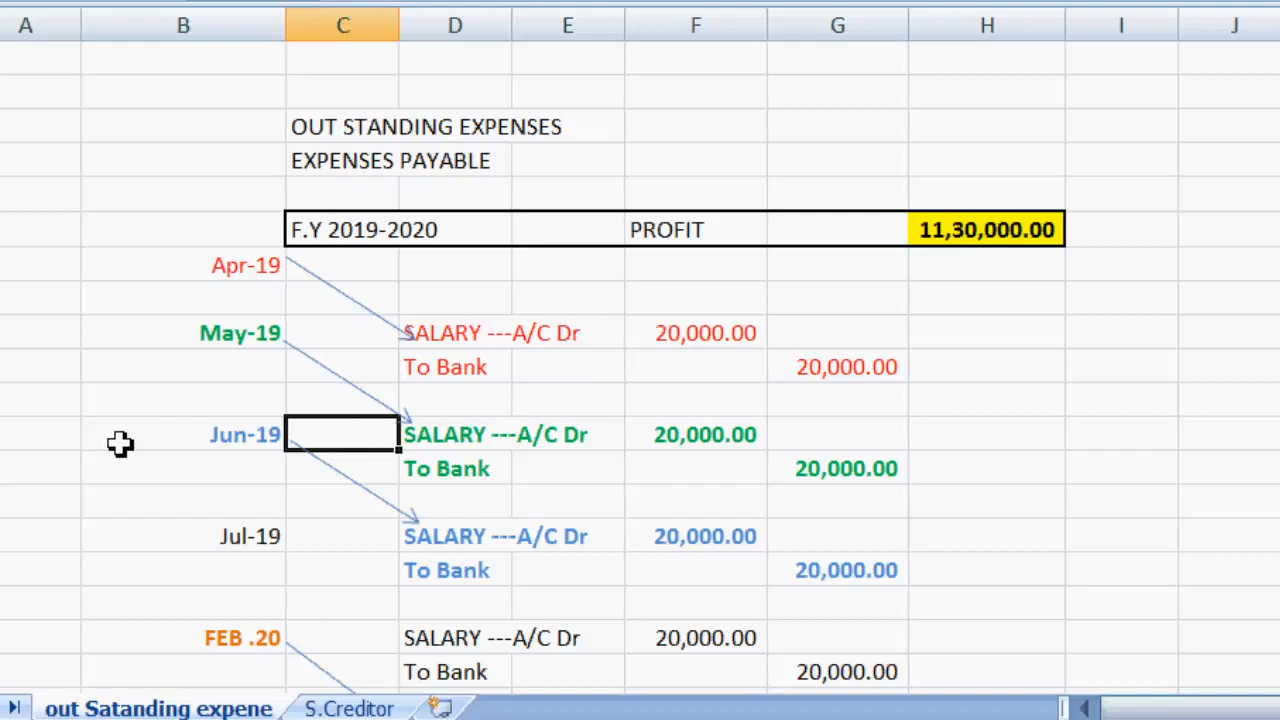 A B C D E F G H I J
OUT STANDING EXPENSES
EXPENSES PAYABLE
F.Y 2019-2020 PROFIT 11,30,000.00
Apr-19
May-19 SALARY ---A/C Dr 20,000.00
To Bank 20,000.00
Jun-19 SALARY ---A/C Dr 20,000.00
To Bank 20,000.00
Jul-19 SALARY ---A/C Dr 20,000.00
To Bank 20,000.00
FEB .20 SALARY ---A/C Dr 20,000.00
To Bank 20,000.00
out Satanding expene S.Creditor